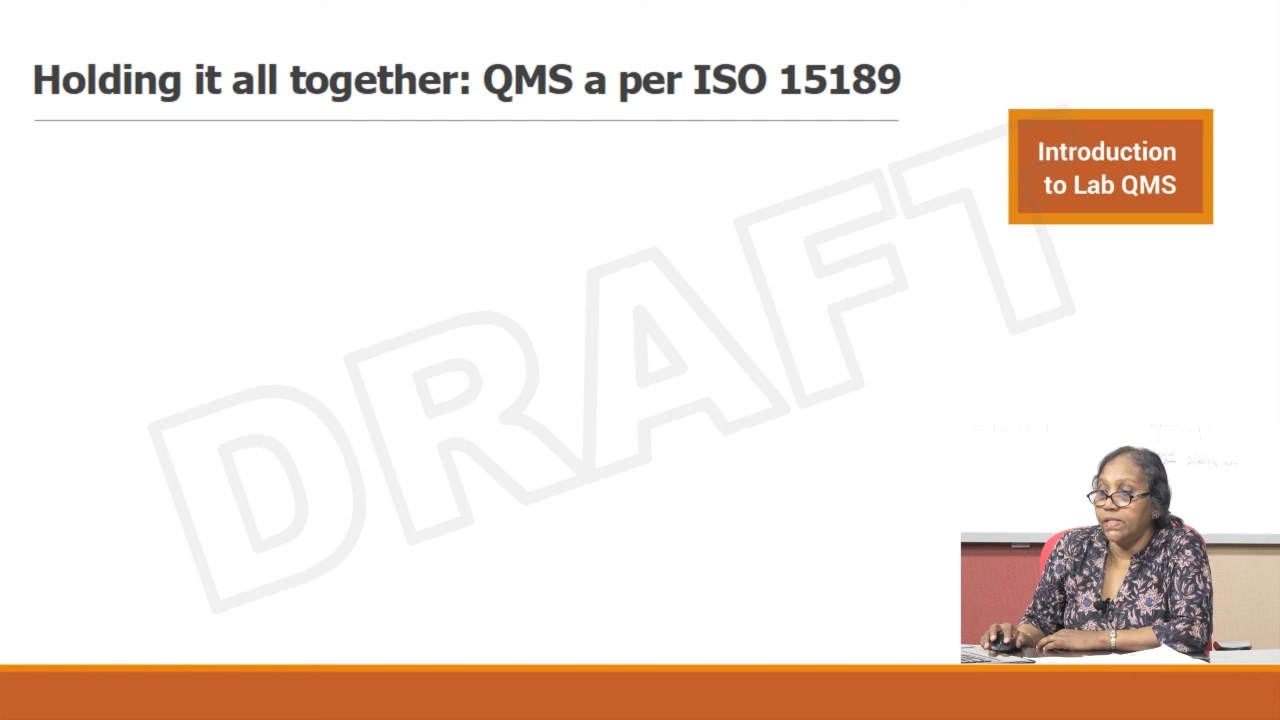 Holding it all together: QMS a per ISO 15189
Introduction
to Lab QMS
DRAFT